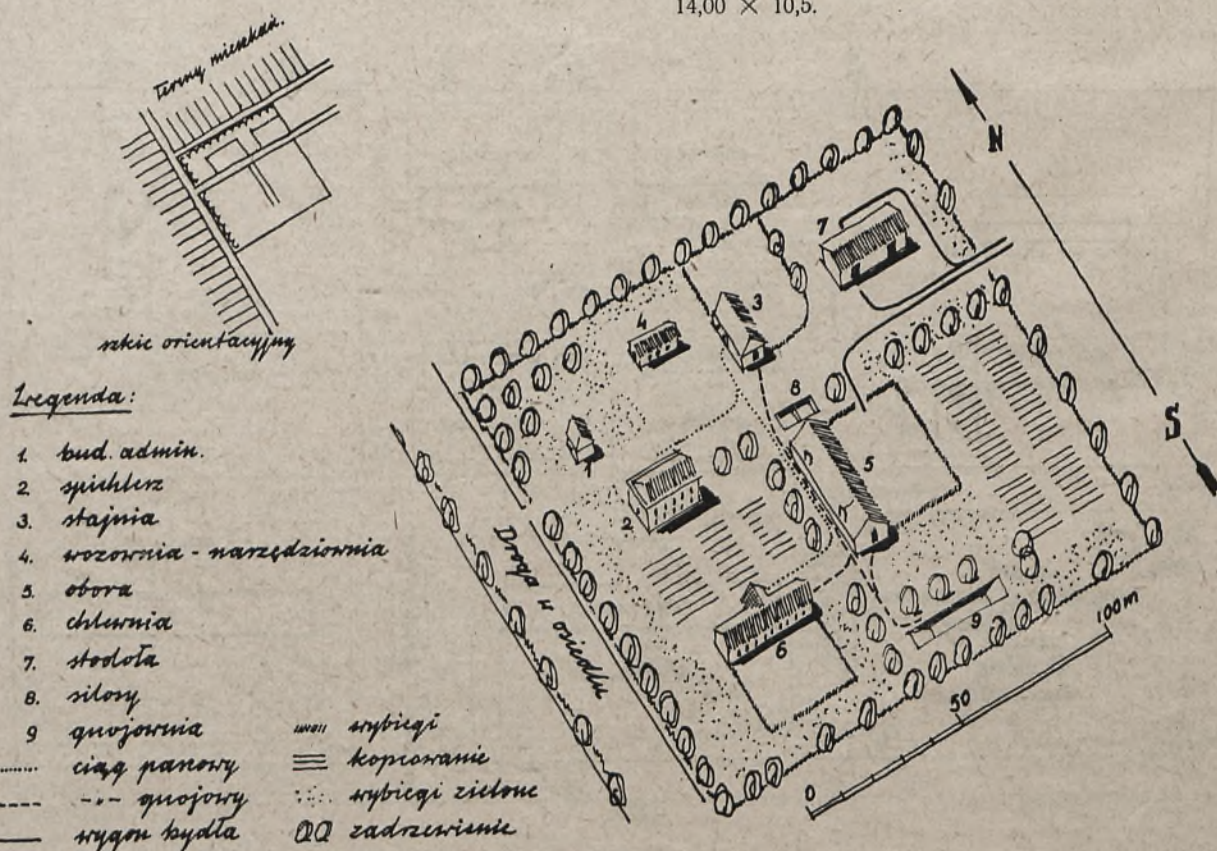 14,00 × 10,5.
Tereny mieszkań.
szkic orientacyjny
Legenda:
1. bud. admin.
2. spichlerz
3. stajnia
4. wozownia - narzędziownia
5. obora
6. chlewnia
7. stodoła
8. silosy
9 gnojownia
ciąg paszowy
-"- gnojowy
wygon bydła
wybiegi
kopcowanie
wybiegi zielone
zadrzewienie
N
S
7
3
4
8
1
5
2
6
9
Droga w osiedlu
0
50
100 m